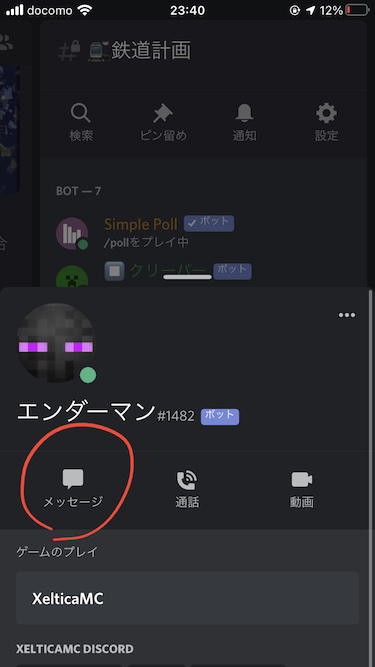 docomo 23:40 12%
鉄道計画
検索 ピン留め 通知 設定
BOT — 7
Simple Poll ✓ボット
/pollをプレイ中
クリーパー ボット
合
エンダーマン#1482 ボット
メッセージ 通話 動画
ゲームのプレイ
XelticaMC
XELTICAMC DISCORD